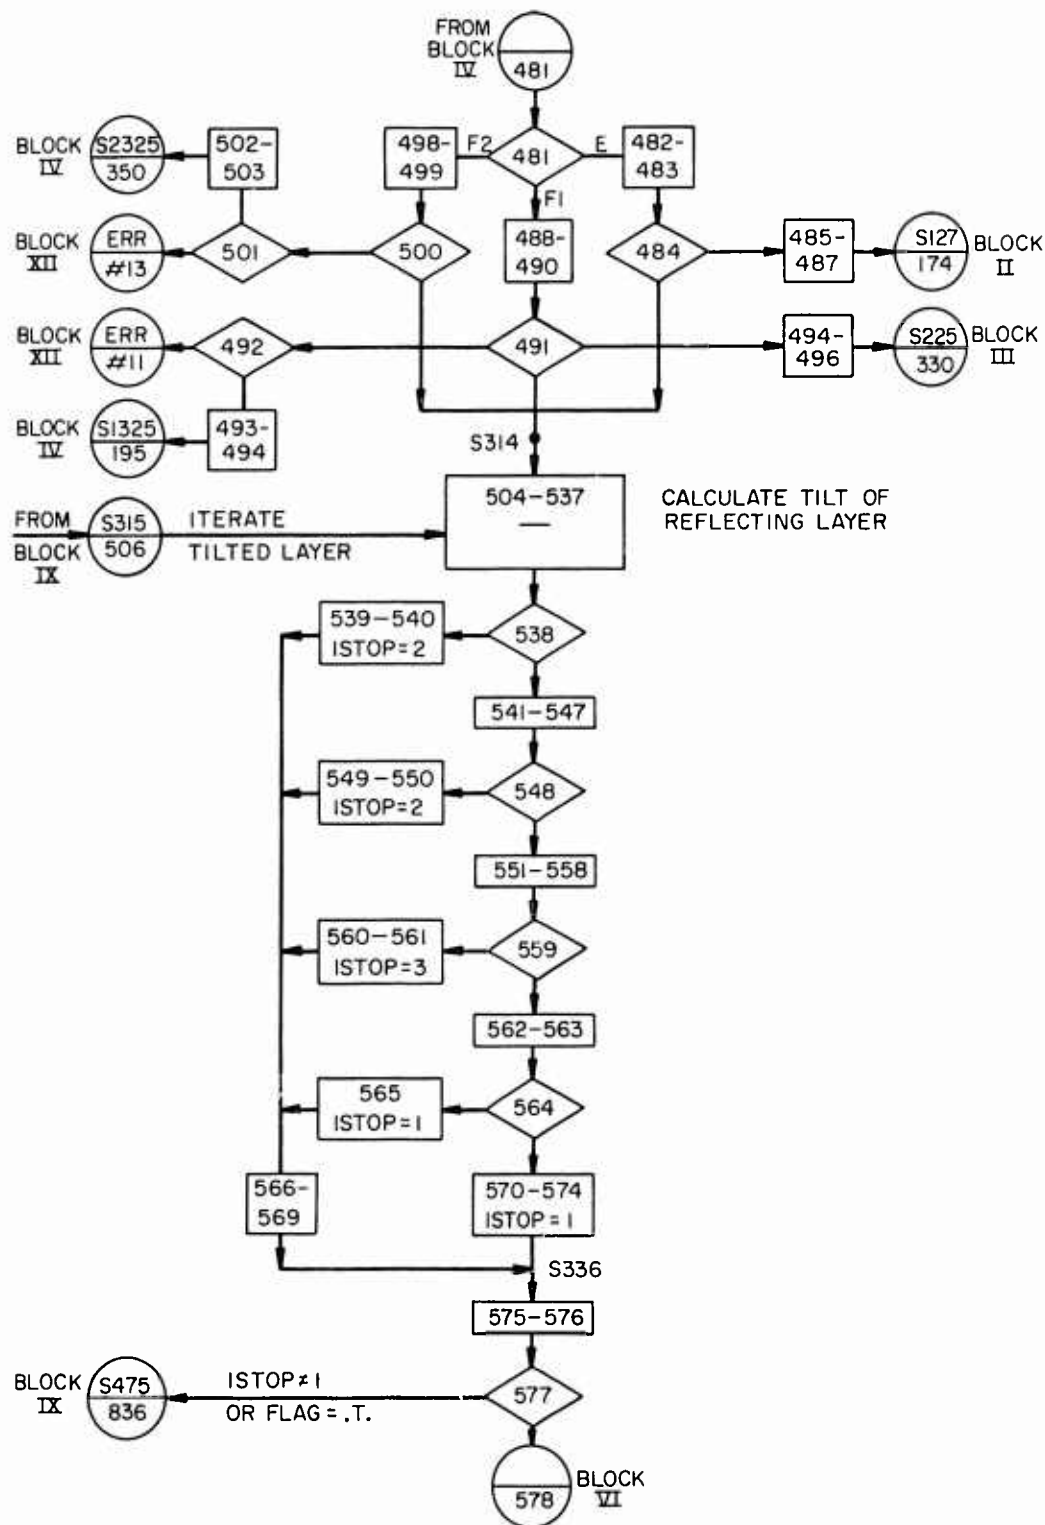 FROM
BLOCK
IV
481
BLOCK
IV
S2325
350
502-
503
498-
499
F2
481
E
482-
483
F1
BLOCK
XII
ERR
#13
501
500
488-
490
484
485-
487
S127
174
BLOCK
II
BLOCK
XII
ERR
#11
492
491
494-
496
S225
330
BLOCK
III
BLOCK
IV
S1325
195
493-
494
S314
504-537
—
CALCULATE TILT OF
REFLECTING LAYER
FROM
BLOCK
IX
S315
506
ITERATE
TILTED LAYER
539-540
ISTOP=2
538
541-547
549-550
ISTOP=2
548
551-558
560-561
ISTOP=3
559
562-563
565
ISTOP=1
564
566-
569
570-574
ISTOP=1
S336
575-576
BLOCK
IX
S475
836
ISTOP≠1
OR FLAG=.T.
577
578
BLOCK
VI